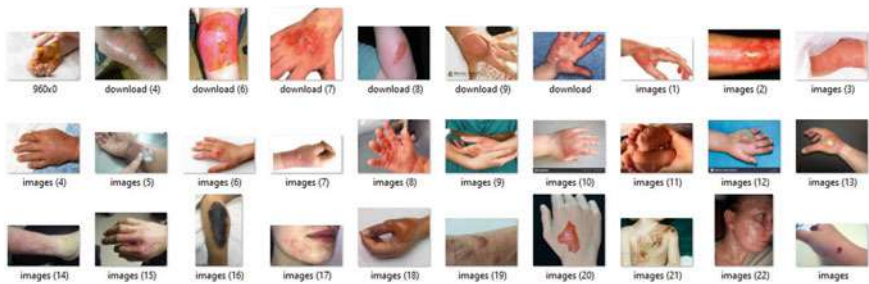 960x0 download (4) download (6) download (7) download (8) download (9) download images (1) images (2) images (3)
images (4) images (5) images (6) images (7) images (8) images (9) images (10) images (11) images (12) images (13)
images (14) images (15) images (16) images (17) images (18) images (19) images (20) images (21) images (22) images